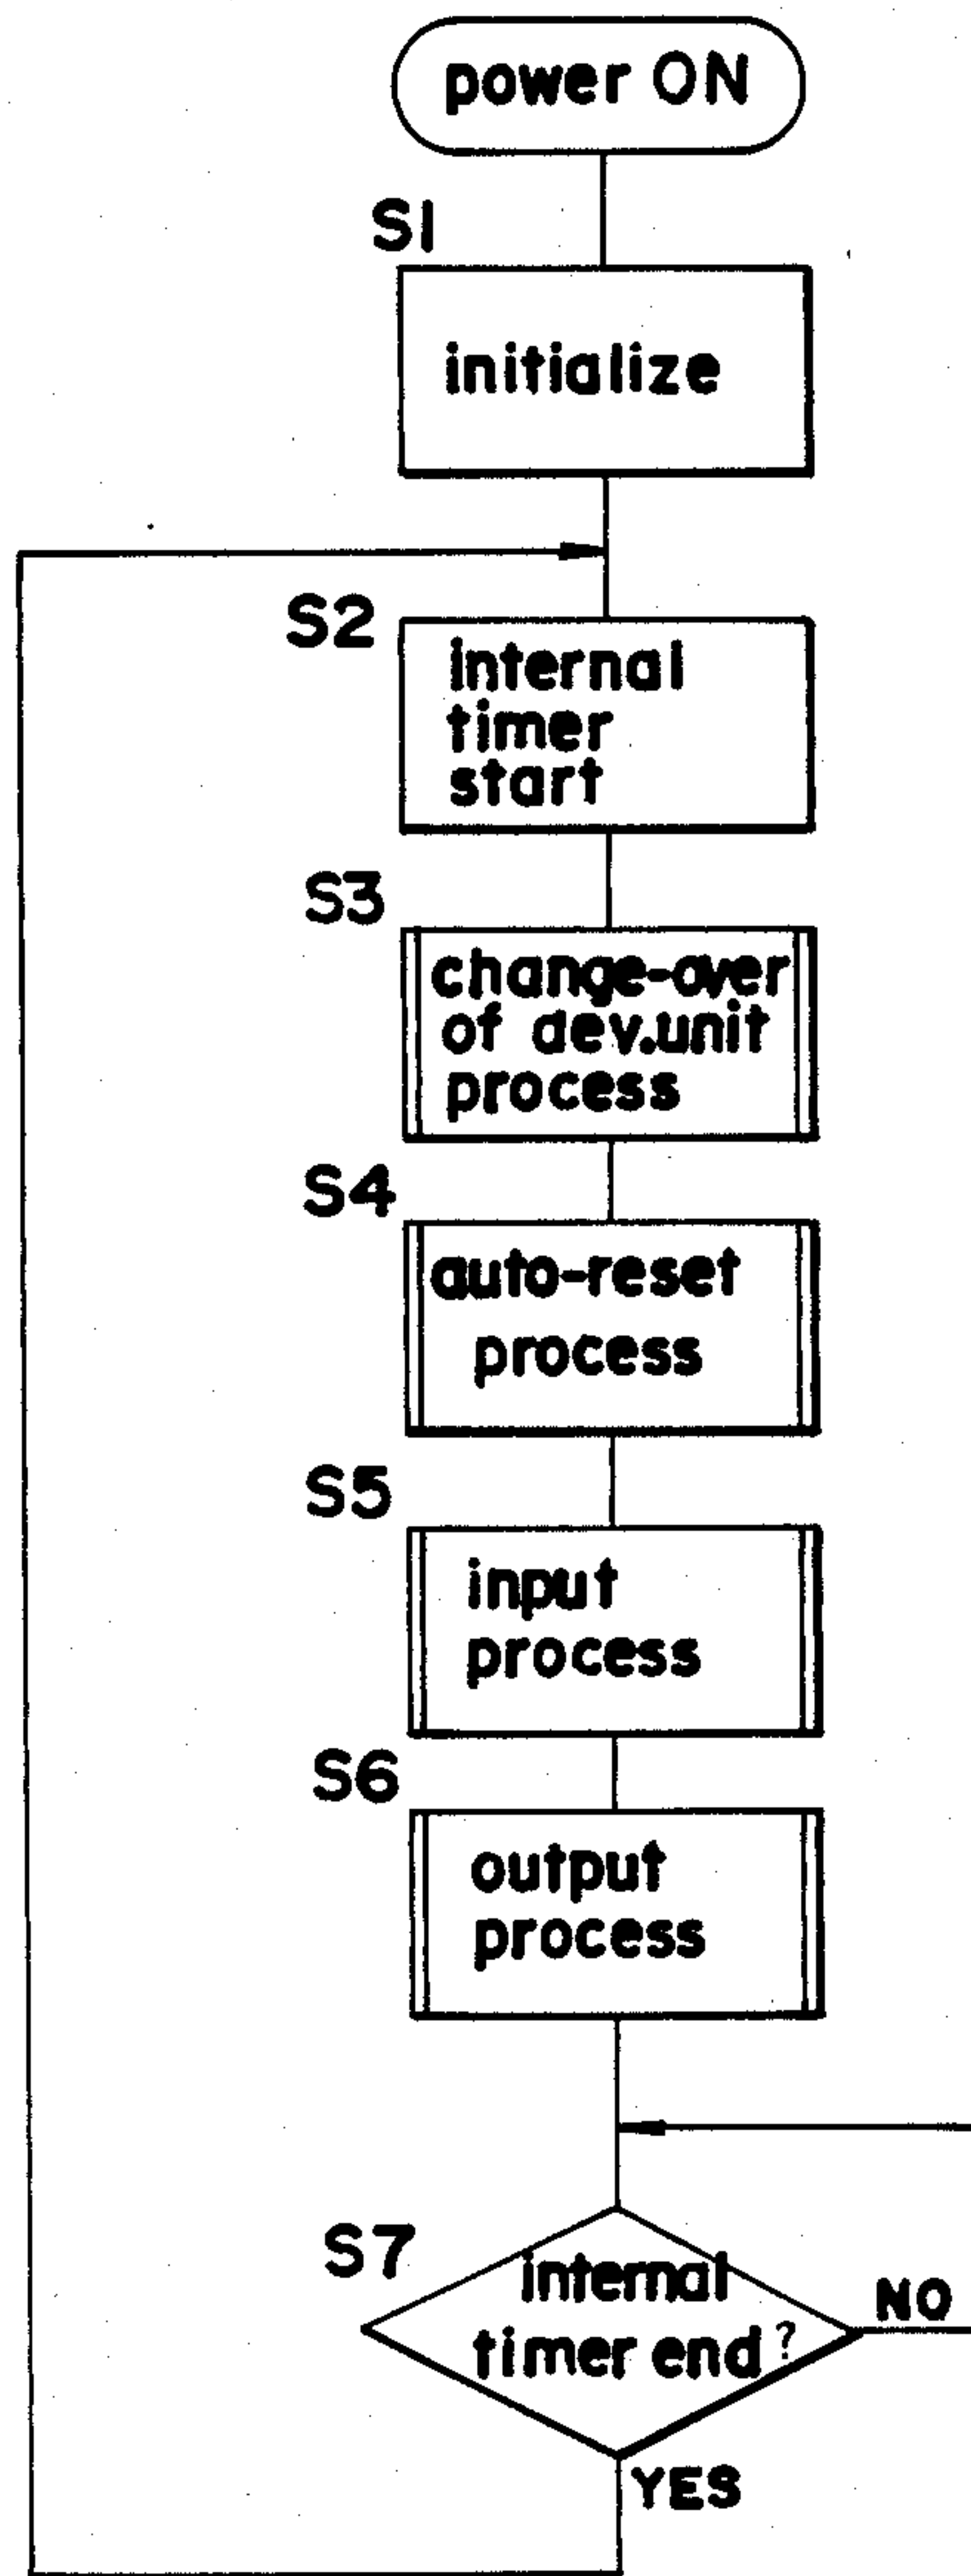 power ON
S1
initialize
S2
internal
timer
start
S3
change-over
of dev.unit
process
S4
auto-reset
process
S5
input
process
S6
output
process
S7
internal
timer end?
NO
YES